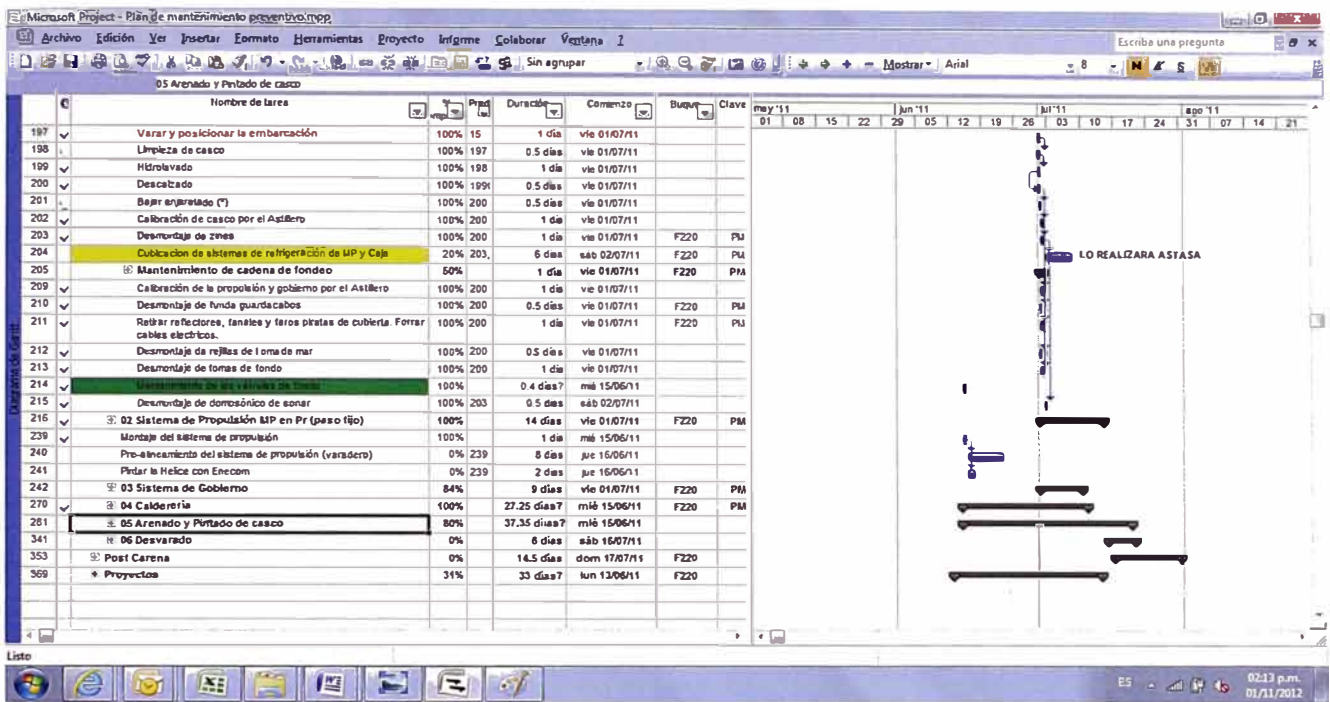 Microsoft Project - Plan de mantenimiento preventivo.mpp
Archivo Edición Ver Insertar Formato Herramientas Proyecto Informe Colaborar Ventana ? Escriba una pregunta
Sin agrupar Mostrar Arial 8 N K S
05 Arenado y Pintado de casco
Nombre de tarea % Pred Duración Comienzo Buque Clave may '11 jun '11 jul '11 ago '11
01 08 15 22 29 05 12 19 26 03 10 17 24 31 07 14 21
197 Varar y posicionar la embarcación 100% 15 1 día vie 01/07/11
198 Limpieza de casco 100% 197 0.5 días vie 01/07/11
199 Hidrolavado 100% 198 1 día vie 01/07/11
200 Descalzado 100% 199( 0.5 días vie 01/07/11
201 Bajar enjaretado (*) 100% 200 0.5 días vie 01/07/11
202 Calibración de casco por el Astillero 100% 200 1 día vie 01/07/11
203 Desmontaje de zines 100% 200 1 día vie 01/07/11 F220 PM
204 Cubicacion de sistemas de refrigeración de MP y Caja 20% 203, 6 días sáb 02/07/11 F220 PM LO REALIZARA ASTASA
205 Mantenimiento de cadena de fondeo 50% 1 día vie 01/07/11 F220 PM
209 Calibración de la propulsión y gobierno por el Astillero 100% 200 1 día vie 01/07/11
210 Desmontaje de funda guardacabos 100% 200 0.5 días vie 01/07/11 F220 PM
211 Retirar reflectores, fanales y faros piratas de cubierta. Forrar 100% 200 1 día vie 01/07/11 F220 PM
cables electricos.
212 Desmontaje de rejillas de toma de mar 100% 200 0.5 días vie 01/07/11
213 Desmontaje de tomas de fondo 100% 200 1 día vie 01/07/11
214 Mantenimiento de las válvulas de fondo 100% 0.4 días? mié 15/06/11
215 Desmontaje de domosónico de sonar 100% 203 0.5 días sáb 02/07/11
216 02 Sistema de Propulsión MP en Pr (paso fijo) 100% 14 días vie 01/07/11 F220 PM
239 Montaje del sistema de propulsión 100% 1 día mié 15/06/11
240 Pre-alineamiento del sistema de propulsión (varadero) 0% 239 8 días jue 16/06/11
241 Pintar la Helice con Enecom 0% 239 2 días jue 16/06/11
242 03 Sistema de Gobierno 84% 9 días vie 01/07/11 F220 PM
270 04 Caldereria 100% 27.25 días? mié 15/06/11 F220 PM
281 05 Arenado y Pintado de casco 80% 37.35 días? mié 15/06/11
341 06 Desvarado 0% 6 días sáb 16/07/11
353 Post Carena 0% 14.5 días dom 17/07/11 F220
369 Proyectos 31% 33 días? lun 13/06/11 F220
Diagrama de Gantt
Listo
ES 02:13 p.m.
01/11/2012